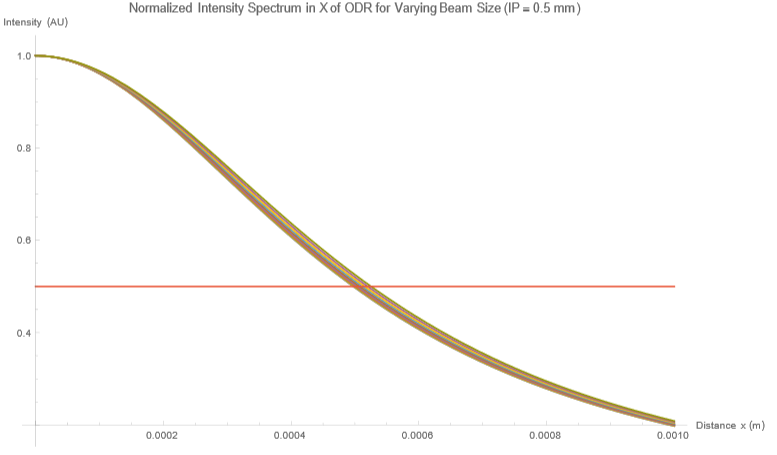 Normalized Intensity Spectrum in X of ODR for Varying Beam Size (IP = 0.5 mm)
Intensity (AU)
1.0
0.8
0.6
0.4
0.0002 0.0004 0.0006 0.0008 0.0010 Distance x (m)